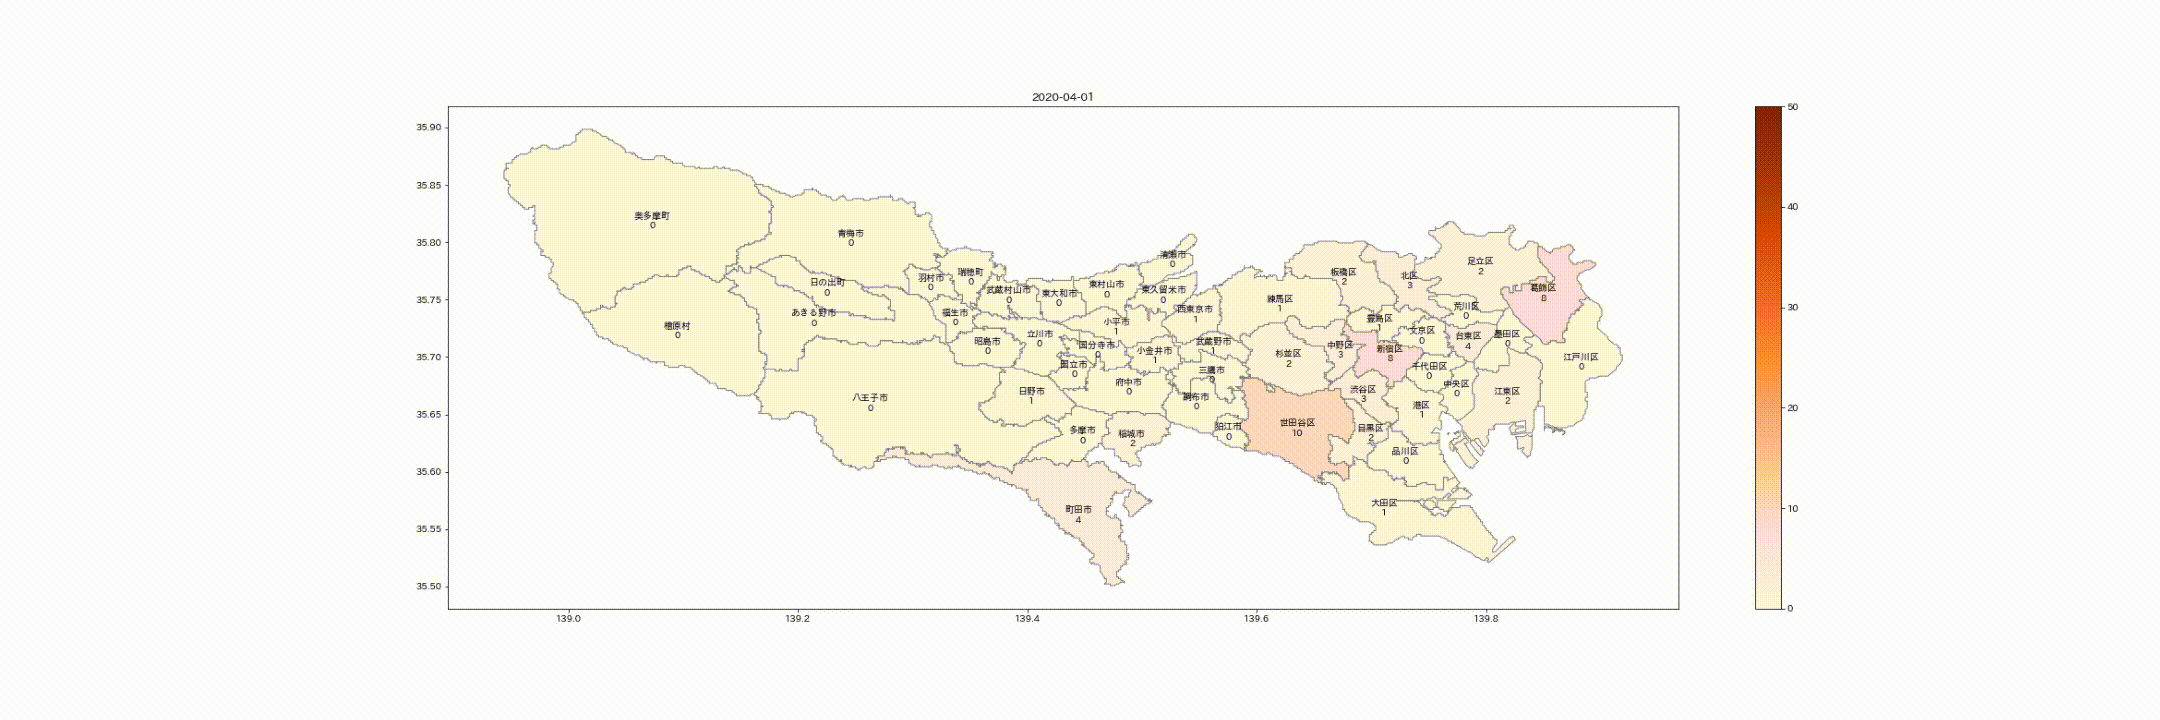 2020-04-01
35.90
35.85
35.80
35.75
35.70
35.65
35.60
35.55
35.50
139.0
139.2
139.4
139.6
139.8
50
40
30
20
10
0
奥多摩町
0
青梅市
0
檜原村
0
日の出町
0
あきる野市
0
羽村市
0
瑞穂町
0
福生市
0
昭島市
0
八王子市
0
武蔵村山市
0
東大和市
0
東村山市
0
清瀬市
0
東久留米市
0
西東京市
1
小平市
1
立川市
0
国分寺市
0
国立市
0
小金井市
1
武蔵野市
1
三鷹市
0
府中市
0
調布市
0
狛江市
0
日野市
1
多摩市
0
稲城市
2
町田市
4
練馬区
1
板橋区
2
北区
3
足立区
2
葛飾区
8
荒川区
0
豊島区
1
文京区
0
台東区
4
墨田区
0
江戸川区
0
杉並区
2
中野区
3
新宿区
8
千代田区
0
中央区
0
江東区
2
渋谷区
3
港区
1
世田谷区
10
目黒区
2
品川区
0
大田区
1